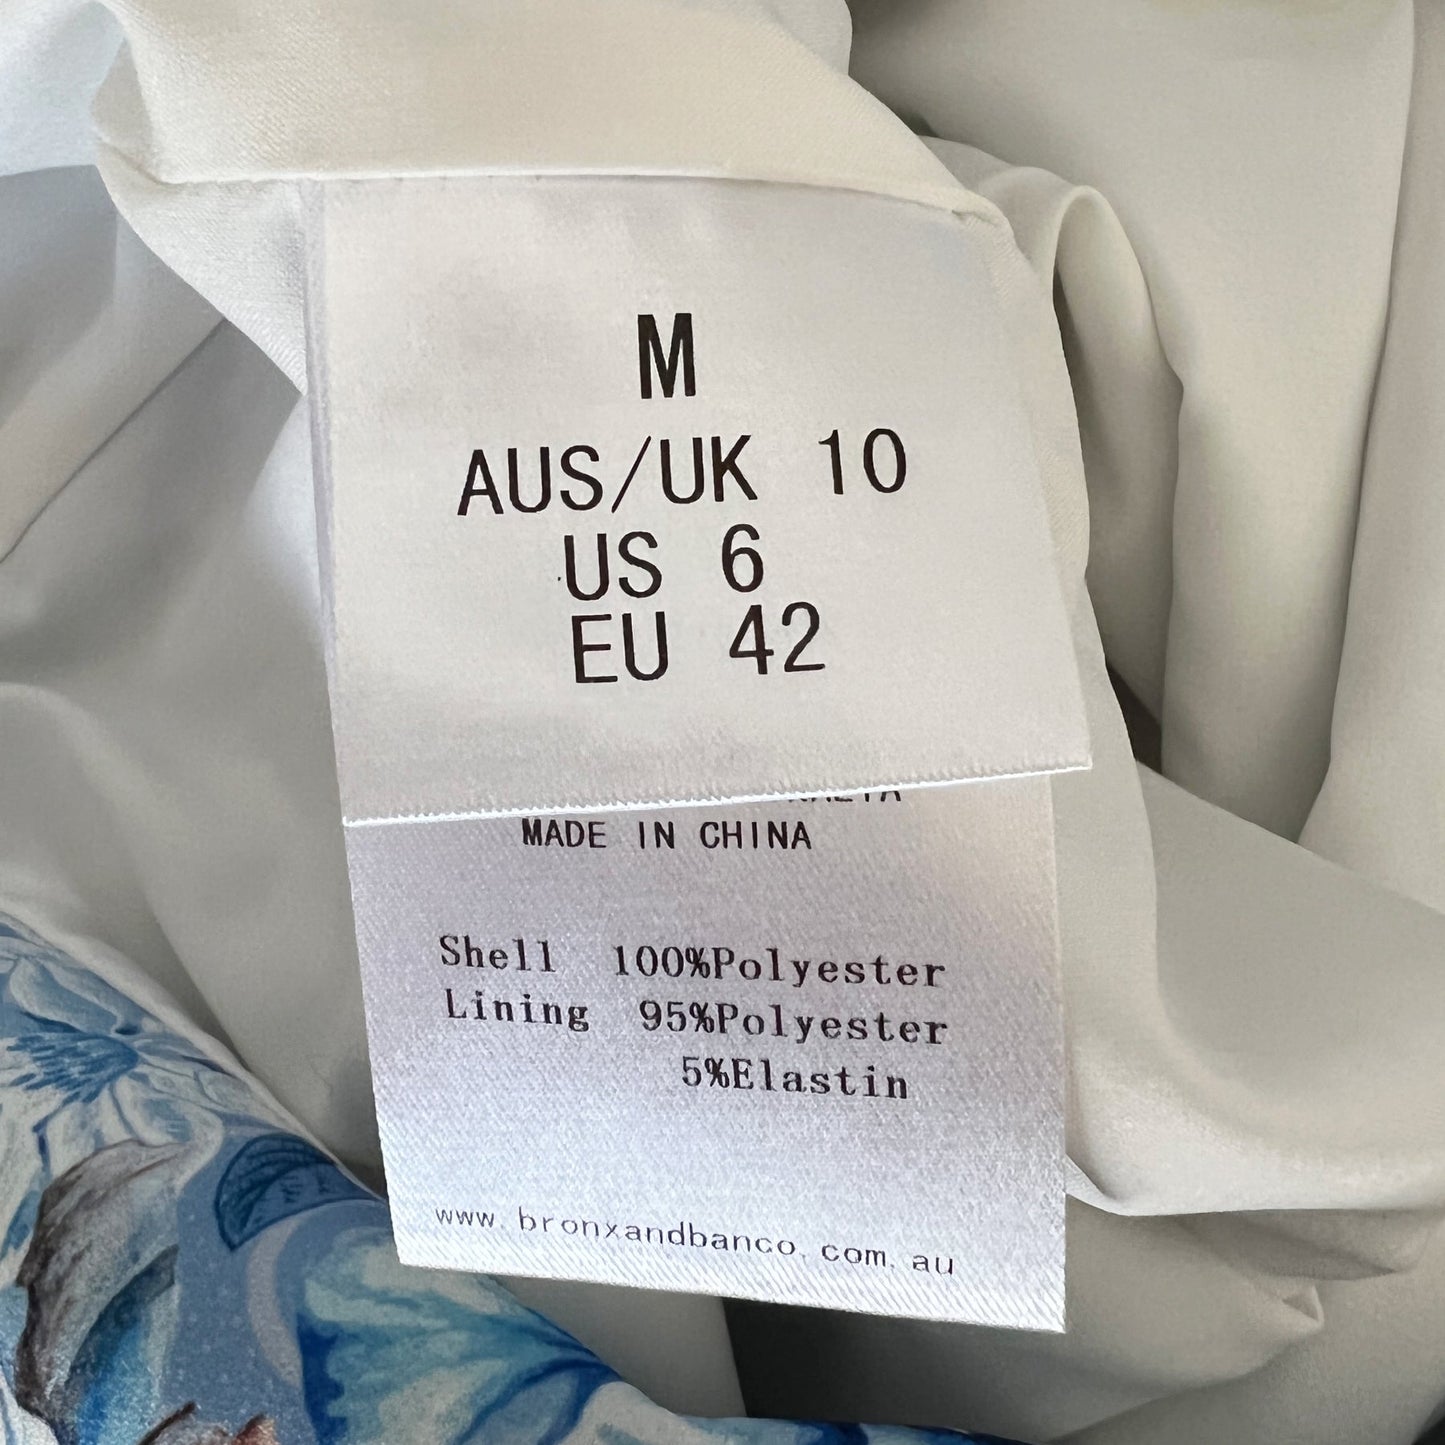 M
AUS/UK 10
US 6
EU 42
MADE IN CHINA
Shell 100%Polyester
Lining 95%Polyester
5%Elastin
www.bronxandbanco.com.au